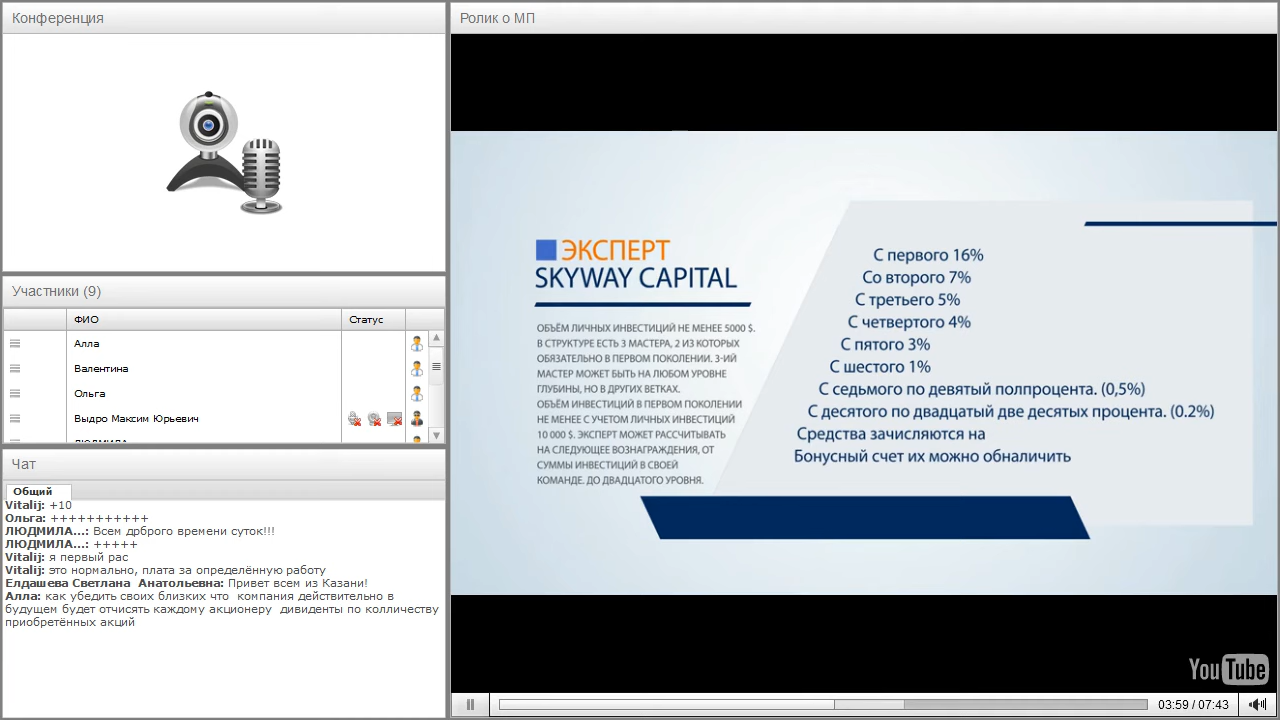 Конференция
Участники (9)
ФИО Статус
Алла
Валентина
Ольга
Выдро Максим Юрьевич
ЛЮДМИЛА
Чат
Общий
Vitalij: +10
Ольга: +++++++++++
ЛЮДМИЛА...: Всем дрброго времени суток!!!
ЛЮДМИЛА...: +++++
Vitalij: я первый рас
Vitalij: это нормально, плата за определённую работу
Елдашева Светлана Анатольевна: Привет всем из Казани!
Алла: как убедить своих близких что компания действительно в
будущем будет отчисять каждому акционеру дивиденты по колличеству
приобретённых акций
Ролик о МП
ЭКСПЕРТ
SKYWAY CAPITAL
ОБЪЁМ ЛИЧНЫХ ИНВЕСТИЦИЙ НЕ МЕНЕЕ 5000 $.
В СТРУКТУРЕ ЕСТЬ 3 МАСТЕРА, 2 ИЗ КОТОРЫХ
ОБЯЗАТЕЛЬНО В ПЕРВОМ ПОКОЛЕНИИ. 3-ИЙ
МАСТЕР МОЖЕТ БЫТЬ НА ЛЮБОМ УРОВНЕ
ГЛУБИНЫ, НО В ДРУГИХ ВЕТКАХ.
ОБЪЕМ ИНВЕСТИЦИЙ В ПЕРВОМ ПОКОЛЕНИИ
НЕ МЕНЕЕ С УЧЕТОМ ЛИЧНЫХ ИНВЕСТИЦИЙ
10 000 $. ЭКСПЕРТ МОЖЕТ РАССЧИТЫВАТЬ
НА СЛЕДУЮЩЕЕ ВОЗНАГРАЖДЕНИЯ, ОТ
СУММЫ ИНВЕСТИЦИЙ В СВОЕЙ
КОМАНДЕ. ДО ДВАДЦАТОГО УРОВНЯ.
С первого 16%
Со второго 7%
С третьего 5%
С четвертого 4%
С пятого 3%
С шестого 1%
С седьмого по девятый полпроцента. (0,5%)
С десятого по двадцатый две десятых процента. (0.2%)
Средства зачисляются на
Бонусный счет их можно обналичить
YouTube
03:59 / 07:43